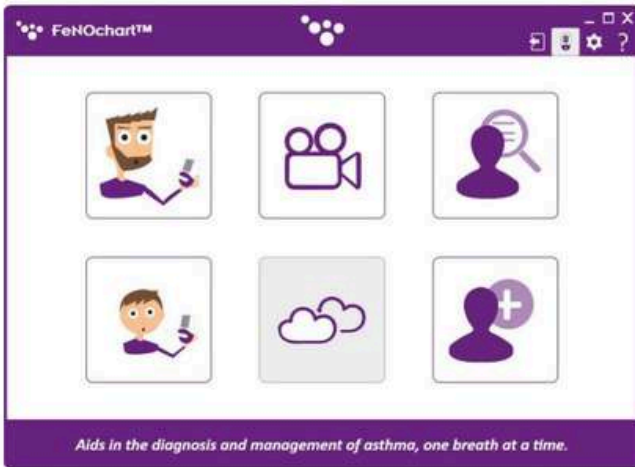 FeNOchart™
Aids in the diagnosis and management of asthma, one breath at a time.